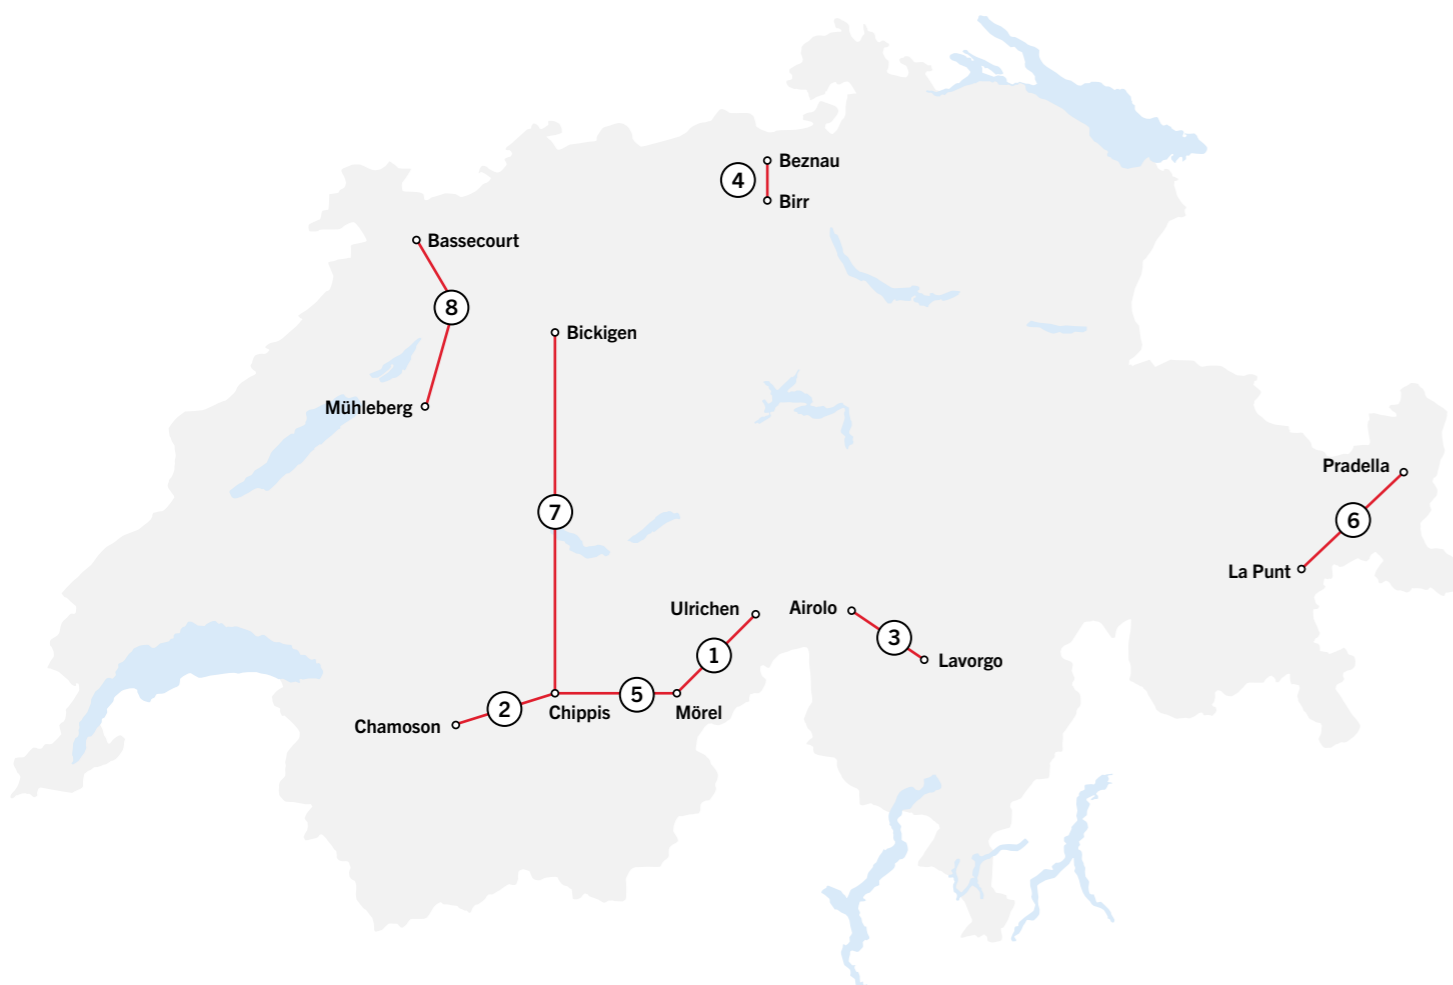 Beznau
4
Birr
Bassecourt
8
Bickigen
Mühleberg
Pradella
7
6
La Punt
Ulrichen
Airolo
3
1
Lavorgo
5
2
Chippis
Mörel
Chamoson